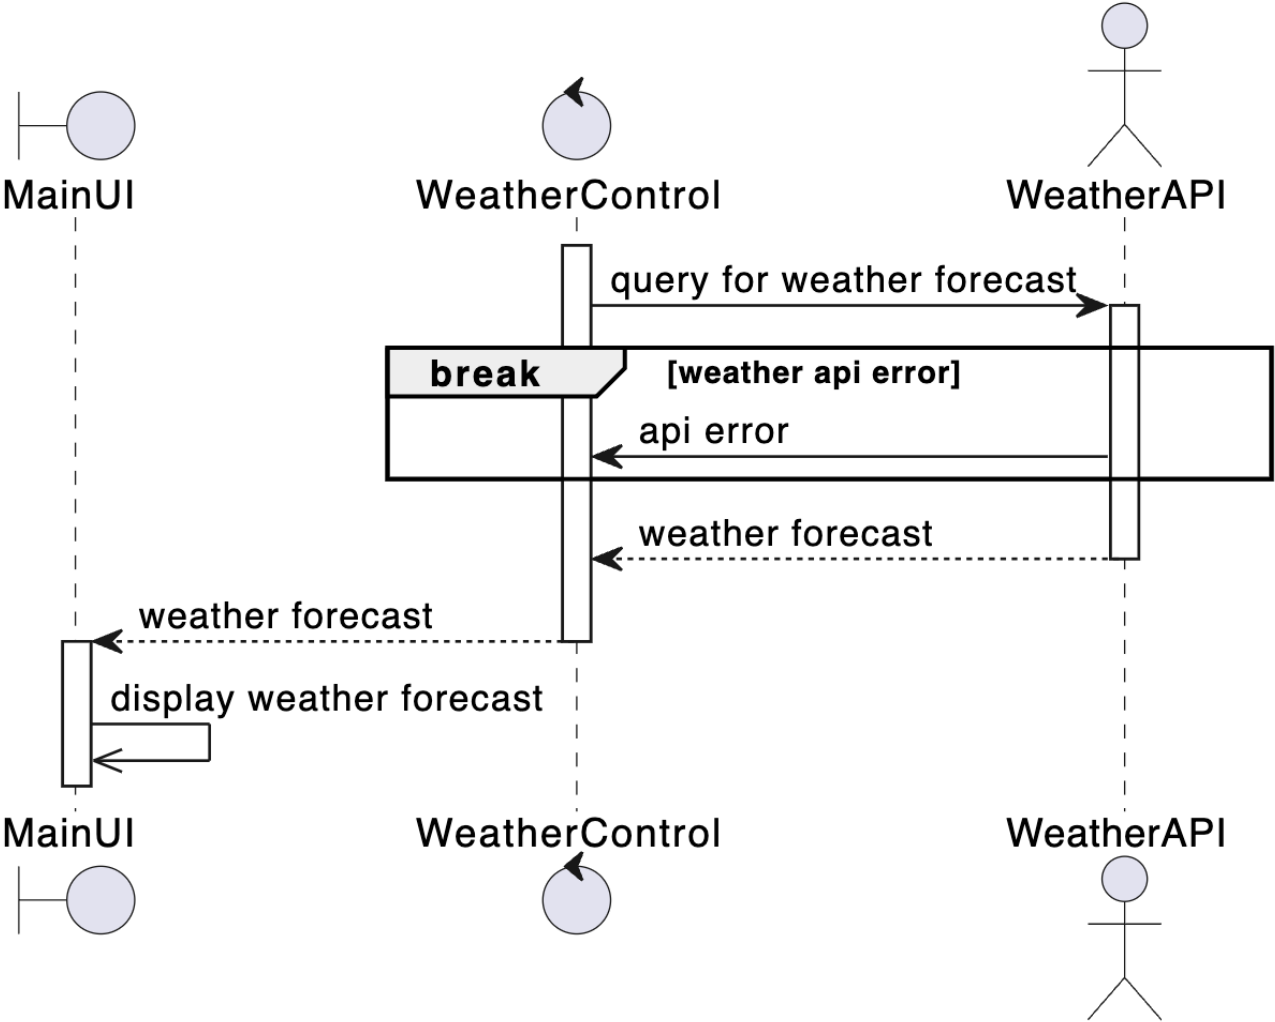 MainUI
WeatherControl
WeatherAPI
query for weather forecast
break
[weather api error]
api error
weather forecast
weather forecast
display weather forecast
MainUI
WeatherControl
WeatherAPI